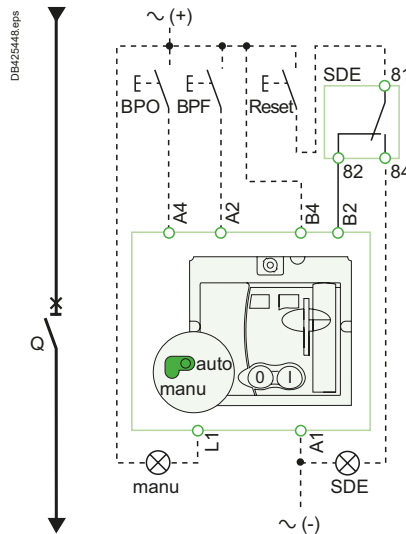 DB425448.eps
∼ (+)
BPO
BPF
Reset
SDE
81
82
84
A4
A2
B4
B2
Q
auto
manu
0
I
L1
A1
manu
SDE
∼ (-)